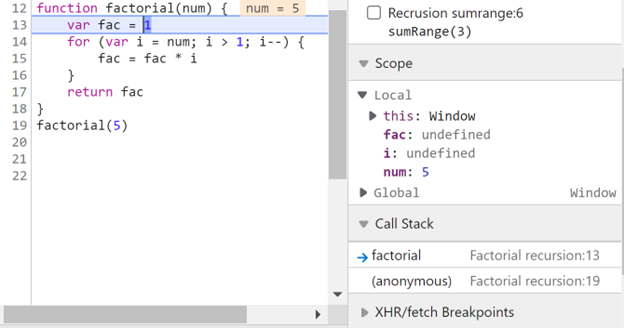 12 function factorial(num) { num = 5
13 var fac = 1
14 for (var i = num; i > 1; i--) {
15 fac = fac * i
16 }
17 return fac
18 }
19 factorial(5)
20
21
22
Recrusion sumrange:6
sumRange(3)
Scope
Local
this: Window
fac: undefined
i: undefined
num: 5
Global Window
Call Stack
factorial Factorial recursion:13
(anonymous) Factorial recursion:19
XHR/fetch Breakpoints